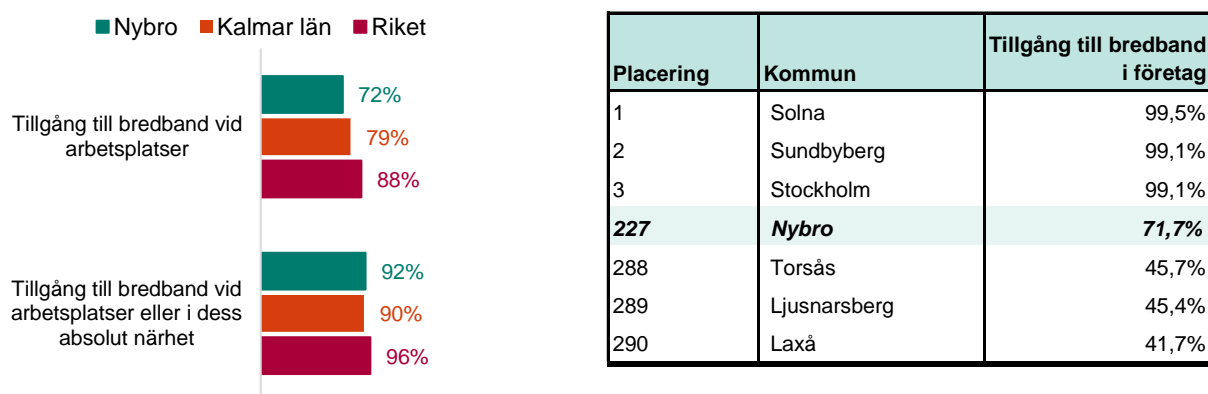 Nybro Kalmar län Riket
Tillgång till bredband vid
arbetsplatser
72%
79%
88%
Tillgång till bredband vid
arbetsplatser eller i dess
absolut närhet
92%
90%
96%
Placering Kommun Tillgång till bredband
i företag
1 Solna 99,5%
2 Sundbyberg 99,1%
3 Stockholm 99,1%
227 Nybro 71,7%
288 Torsås 45,7%
289 Ljusnarsberg 45,4%
290 Laxå 41,7%